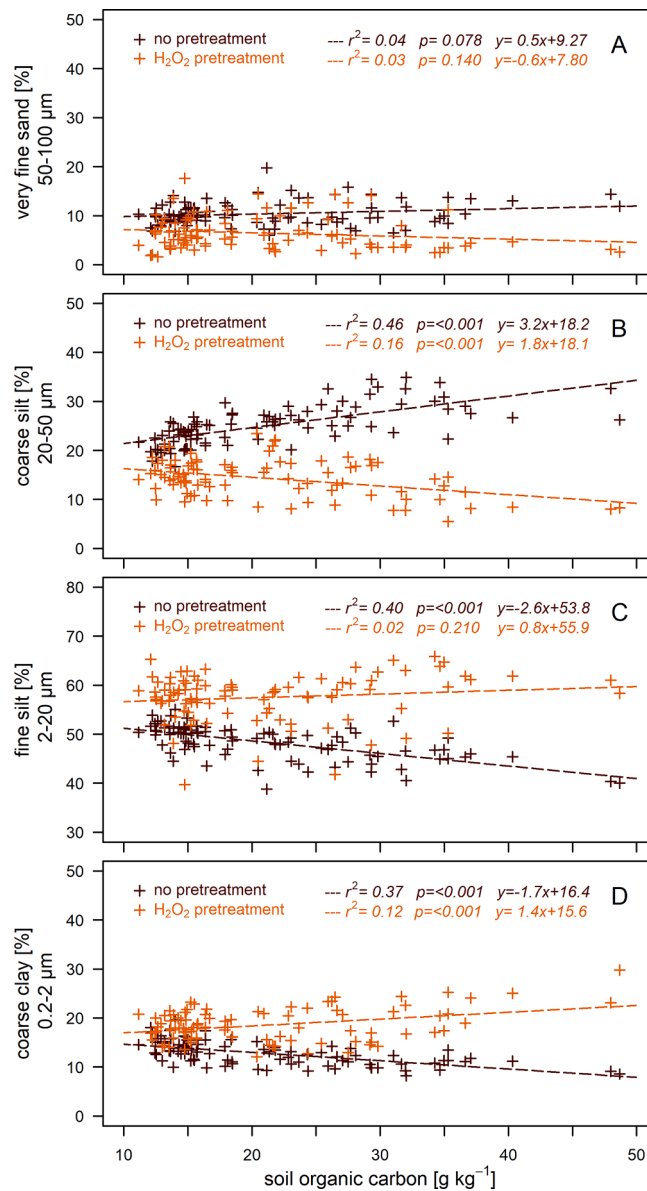 + no pretreatment --- r² = 0.04 p= 0.078 y= 0.5x+9.27 A
+ H₂O₂ pretreatment --- r² = 0.03 p= 0.140 y=-0.6x+7.80
very fine sand [%]
50-100 µm
50
40
30
20
10
0
+ no pretreatment --- r² = 0.46 p=<0.001 y= 3.2x+18.2 B
+ H₂O₂ pretreatment --- r² = 0.16 p=<0.001 y= 1.8x+18.1
coarse silt [%]
20-50 µm
50
40
30
20
10
0
+ no pretreatment --- r² = 0.40 p=<0.001 y=-2.6x+53.8 C
+ H₂O₂ pretreatment --- r² = 0.02 p= 0.210 y= 0.8x+55.9
fine silt [%]
2-20 µm
80
70
60
50
40
30
+ no pretreatment --- r² = 0.37 p=<0.001 y=-1.7x+16.4 D
+ H₂O₂ pretreatment --- r² = 0.12 p=<0.001 y= 1.4x+15.6
coarse clay [%]
0.2-2 µm
50
40
30
20
10
0
10 20 30 40 50
soil organic carbon [g kg⁻¹]